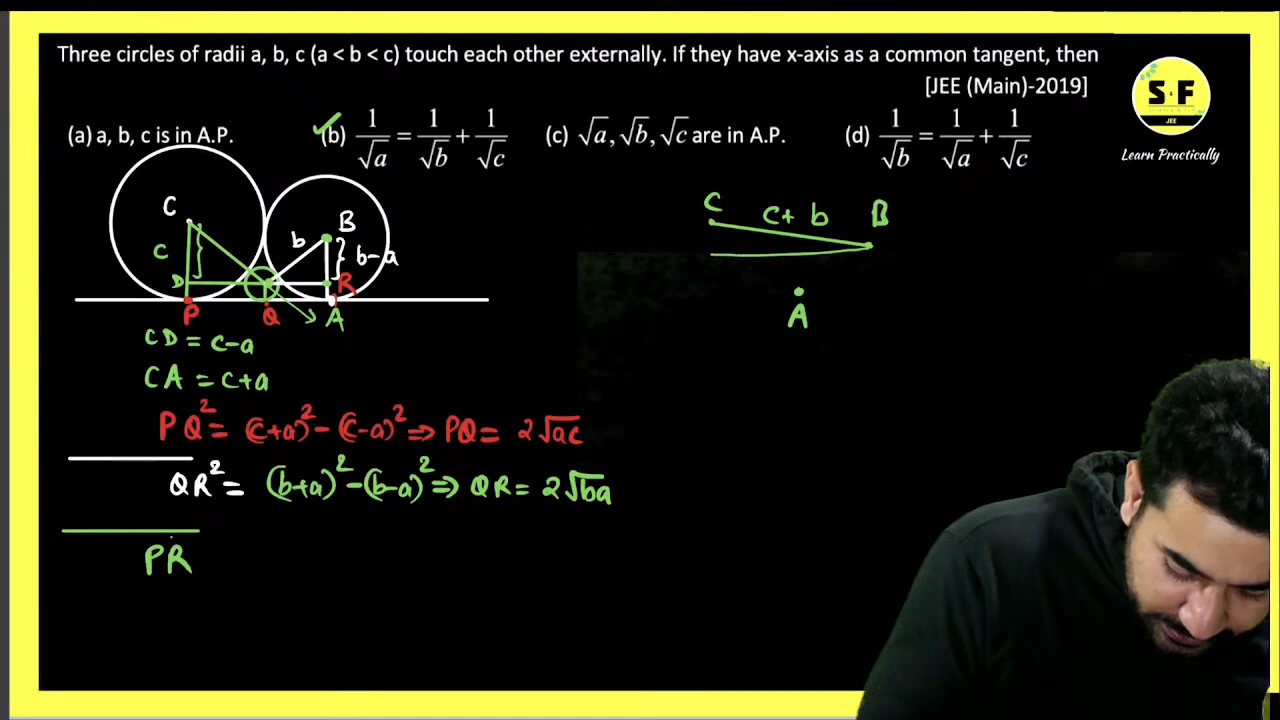 Three circles of radii a, b, c (a < b < c) touch each other externally. If they have x-axis as a common tangent, then
[JEE (Main)-2019]
(a) a, b, c is in A.P. (b) 1/√a = 1/√b + 1/√c (c) √a, √b, √c are in A.P. (d) 1/√b = 1/√a + 1/√c
S & F
JEE
Learn Practically
C
B
C
b
b-a
D
R
P
Q
A
C
c+ b
B
A
CD = c-a
CA = c+a
PQ² = (c+a)² - (c-a)² ⇒ PQ = 2√ac
QR² = (b+a)² - (b-a)² ⇒ QR = 2√ba
PR